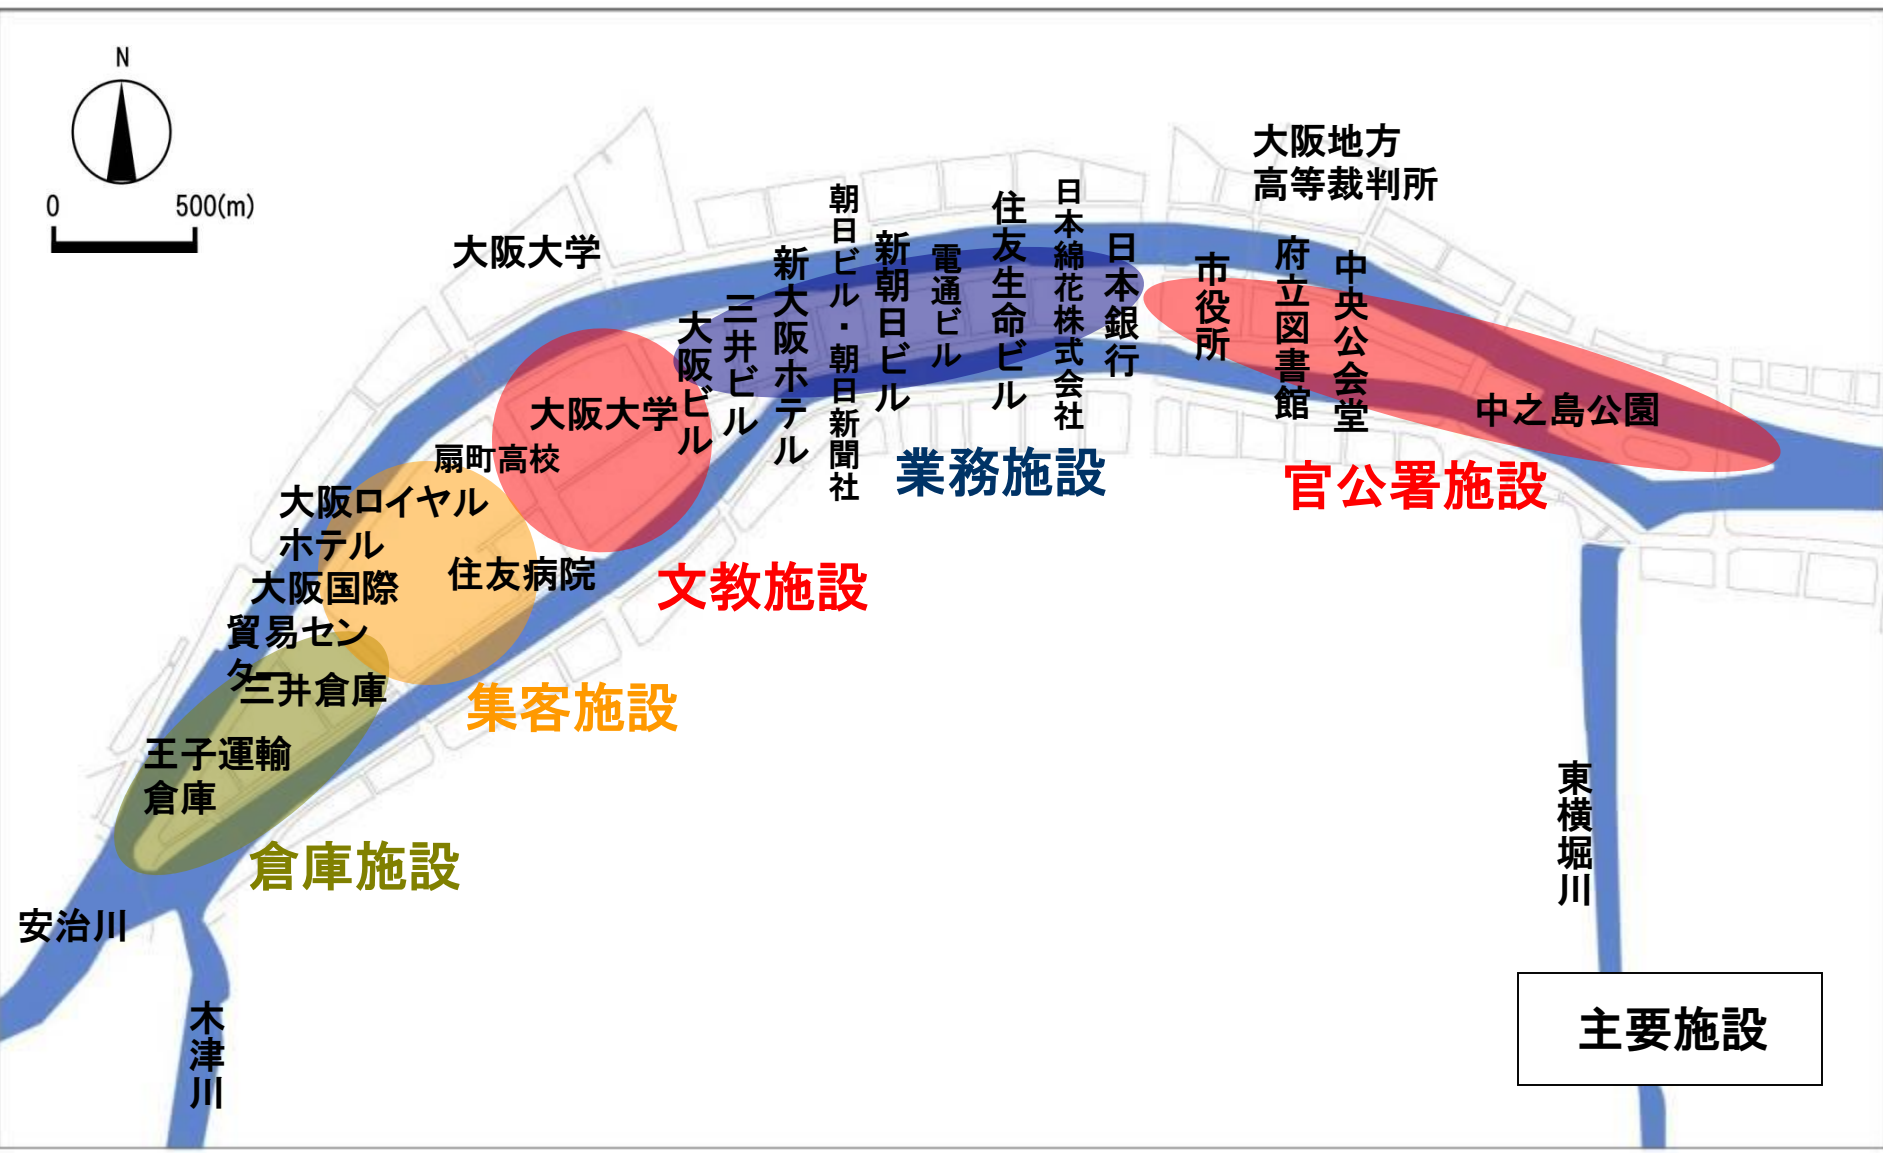 N
0 500(m)
大阪地方
高等裁判所
大阪大学
大阪ビル
三井ビル
新大阪ホテル
朝日ビル・朝日新聞社
新朝日ビル
電通ビル
住友生命ビル
日本綿花株式会社
日本銀行
市役所
府立図書館
中央公会堂
中之島公園
大阪大学
扇町高校
大阪ロイヤル
ホテル
大阪国際
貿易セン
ター
住友病院
三井倉庫
王子運輸
倉庫
業務施設
官公署施設
文教施設
集客施設
倉庫施設
安治川
木津川
東横堀川
主要施設